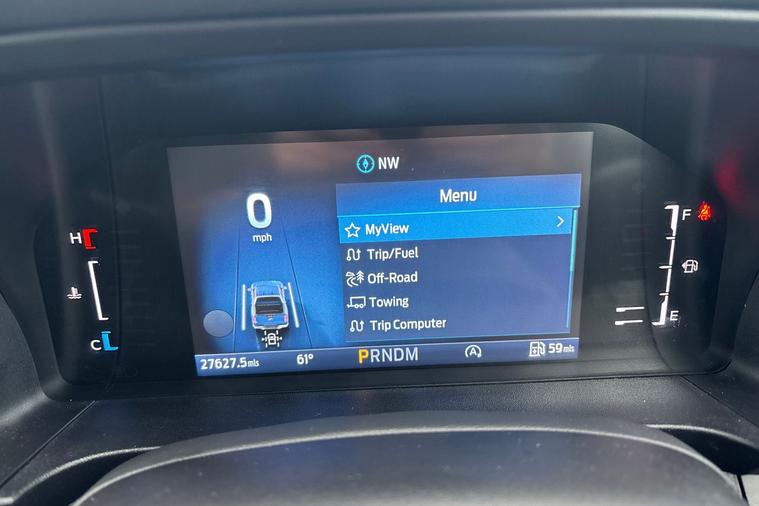 NW
0
mph
Menu
MyView
Trip/Fuel
Off-Road
Towing
Trip Computer
27627.5 mls 61° PRNDM 59 mls
H
C
F
E